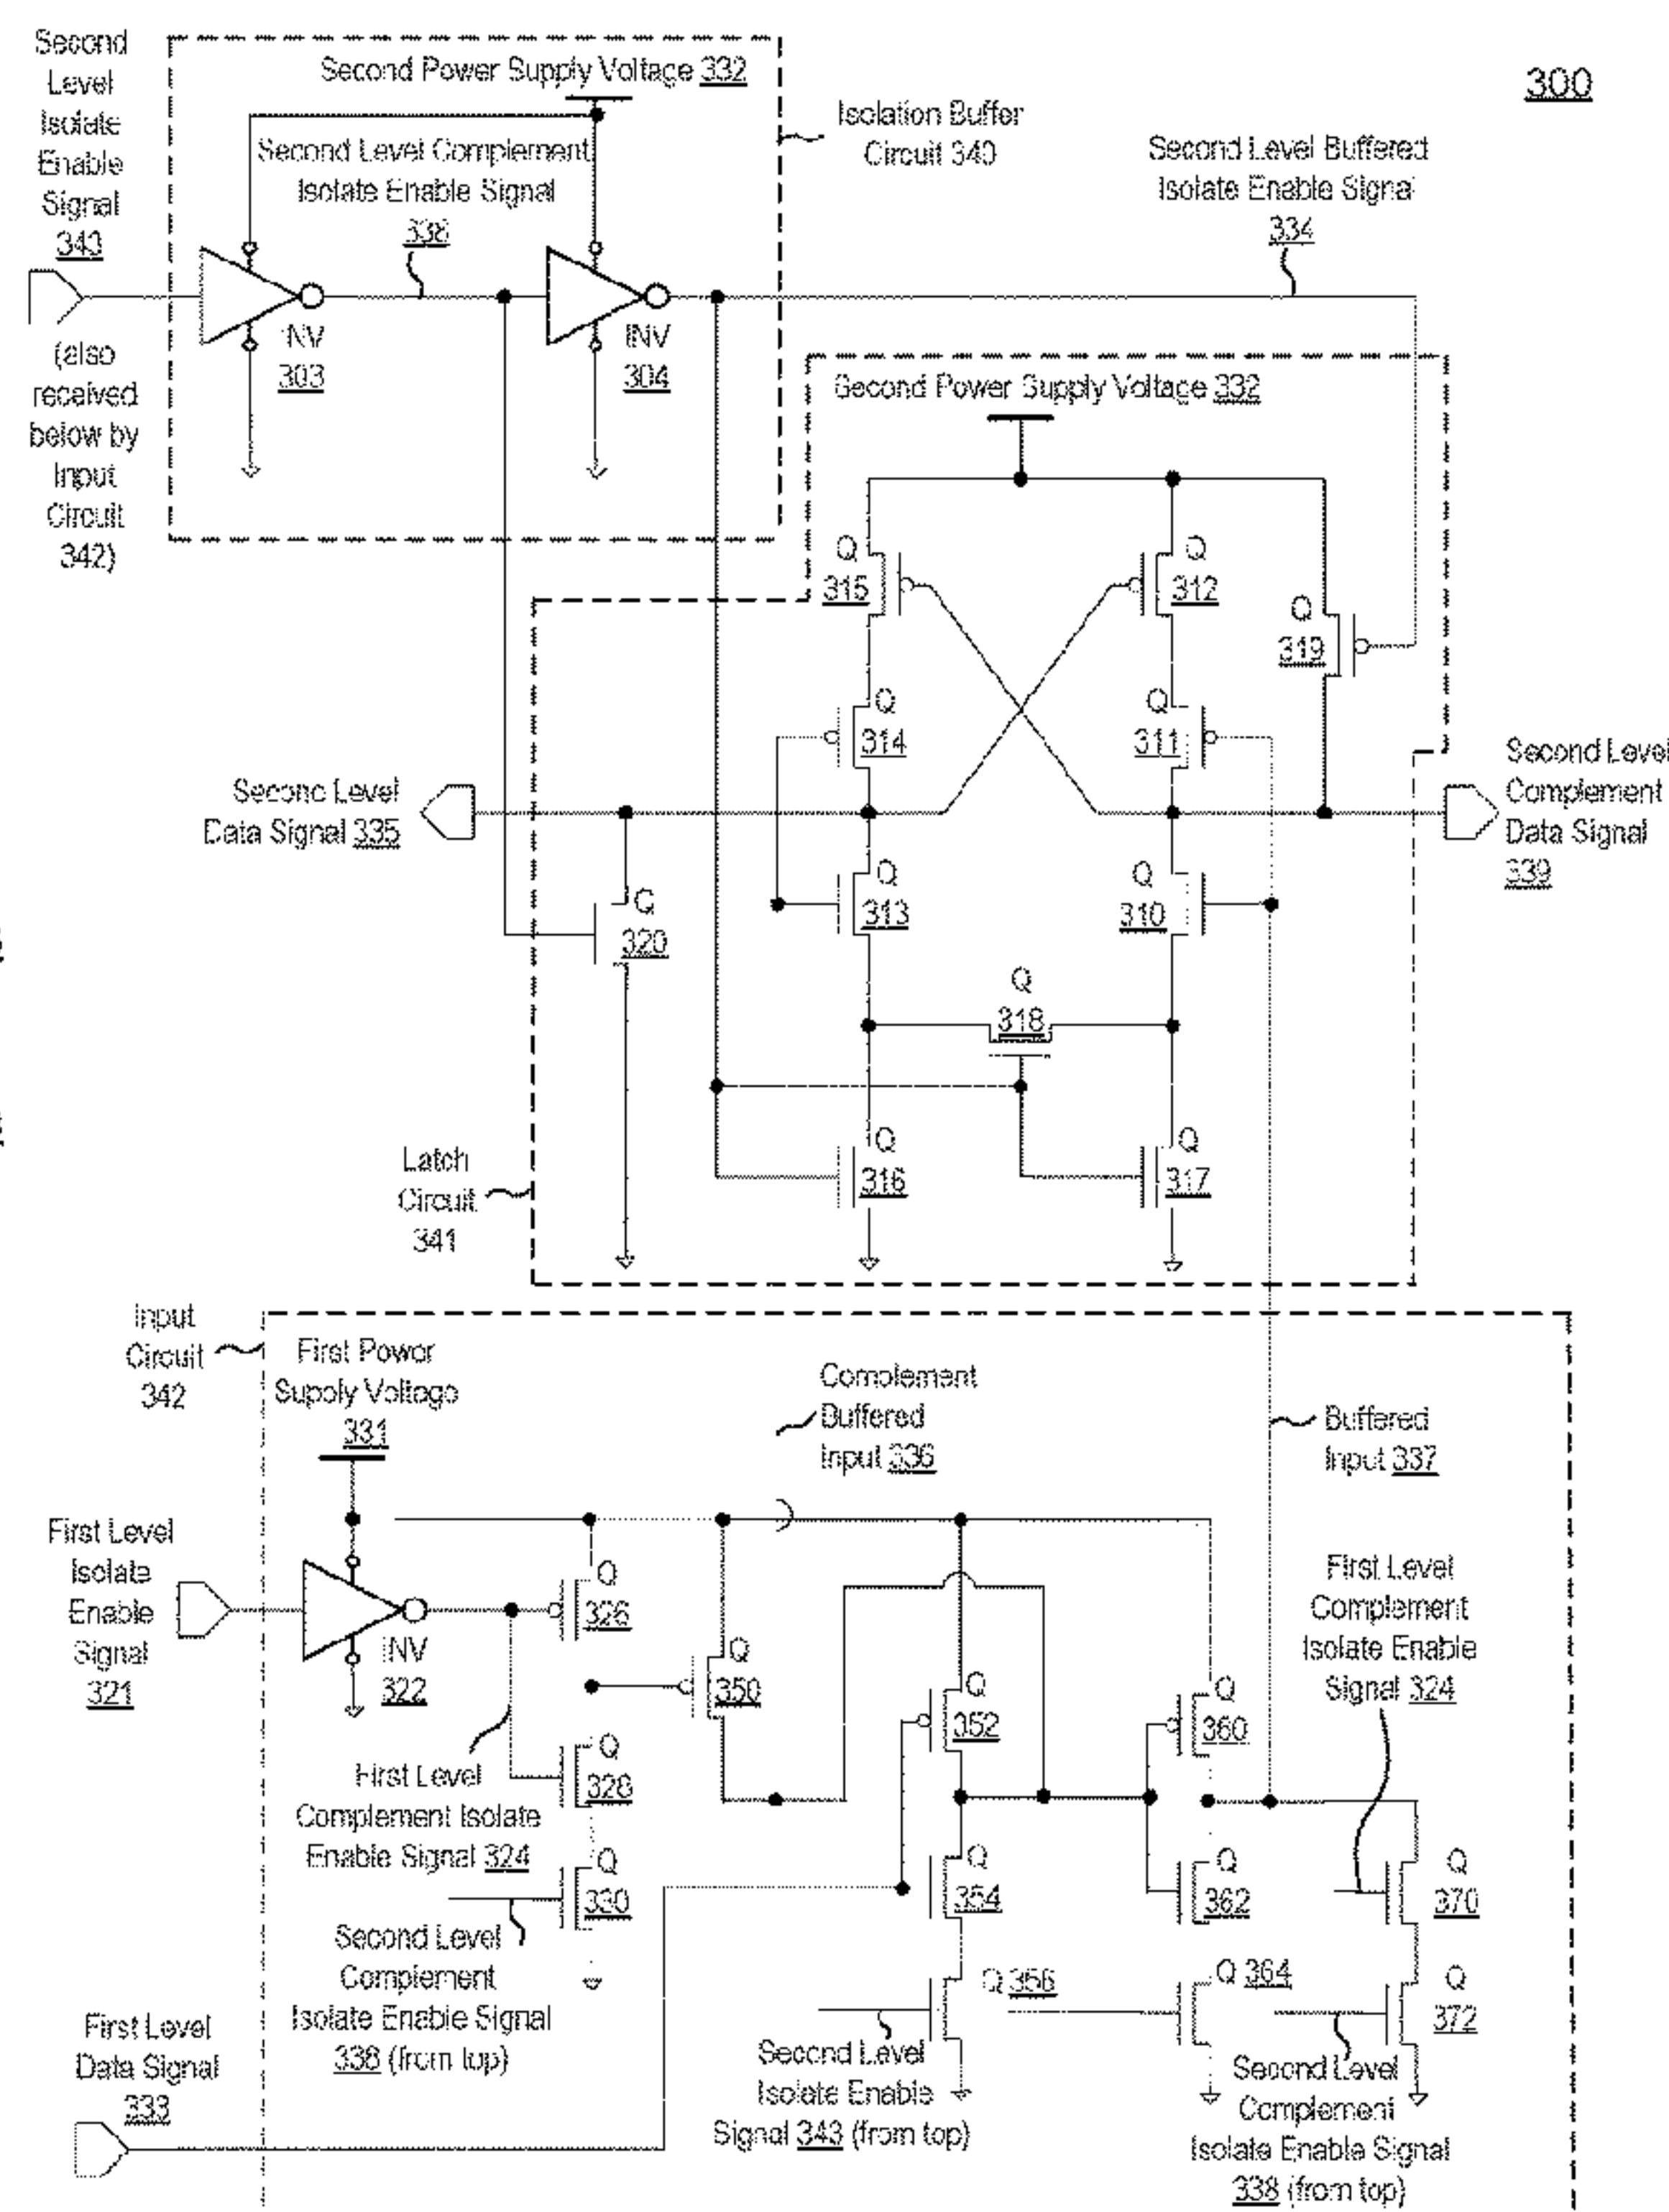 300
Second
Level
Isolate
Enable
Signal
343
(also
received
below by
Input
Circuit
342)
Second Power Supply Voltage 332
Second Level Complement
Isolate Enable Signal
338
INV
303
INV
304
Isolation Buffer
Circuit 340
Second Level Buffered
Isolate Enable Signal
334
Second Power Supply Voltage 332
Q
315
Q
312
Q
319
Q
314
Q
311
Second Level
Data Signal 335
Second Level
Complement
Data Signal
339
Q
313
Q
310
Q
320
Q
318
Q
316
Q
317
Latch
Circuit
341
Input
Circuit
342
First Power
Supply Voltage
331
Complement
Buffered
Input 336
Buffered
Input 337
First Level
Isolate
Enable
Signal
321
INV
322
Q
326
Q
350
Q
352
Q
360
First Level
Complement
Isolate Enable
Signal 324
Q
328
First Level
Complement Isolate
Enable Signal 324
Q
330
Q
354
Q
362
Q
370
Second Level
Complement
Isolate Enable Signal
338 (from top)
Q 356
Q 364
Q
372
First Level
Data Signal
333
Second Level
Isolate Enable
Signal 343 (from top)
Second Level
Complement
Isolate Enable Signal
338 (from top)